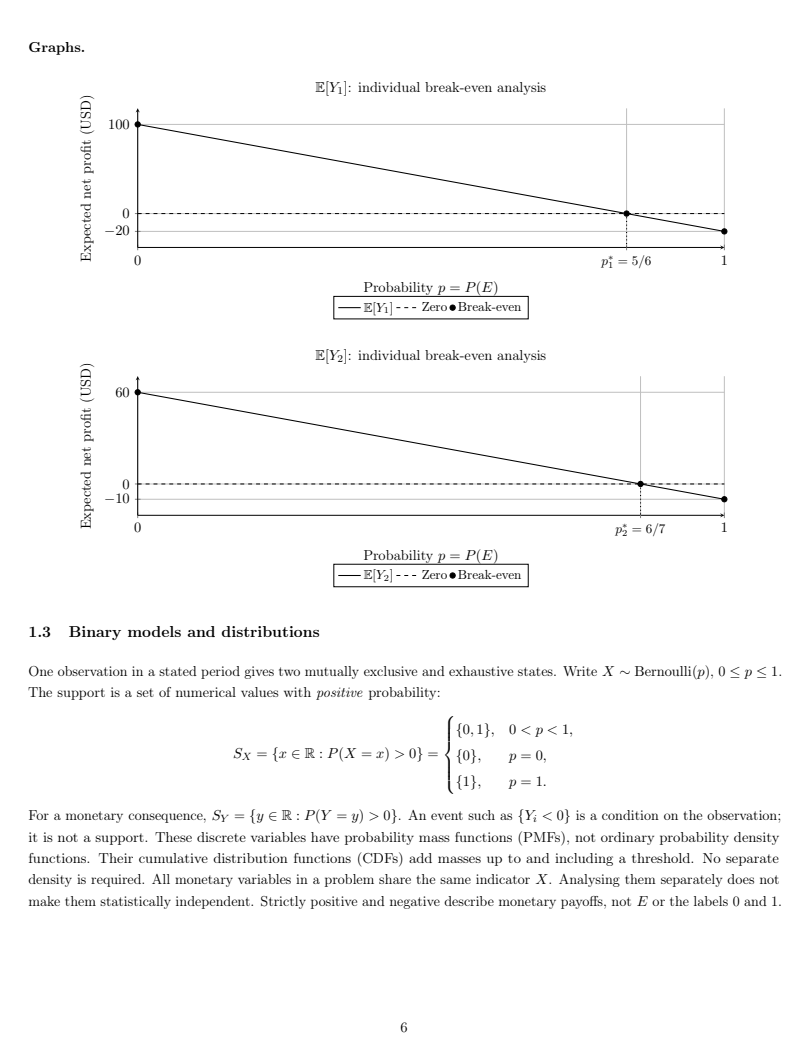 Graphs.
𝔼[Y₁]: individual break-even analysis
Expected net profit (USD)
100
0
−20
0
p₁* = 5/6
1
Probability p = P(E)
𝔼[Y₁] Zero Break-even
𝔼[Y₂]: individual break-even analysis
Expected net profit (USD)
60
0
−10
0
p₂* = 6/7
1
Probability p = P(E)
𝔼[Y₂] Zero Break-even
1.3 Binary models and distributions
One observation in a stated period gives two mutually exclusive and exhaustive states. Write X ∼ Bernoulli(p), 0 ≤ p ≤ 1.
The support is a set of numerical values with positive probability:
S_X = {x ∈ ℝ : P(X = x) > 0} = { {0, 1}, 0 < p < 1,
{0}, p = 0,
{1}, p = 1.
For a monetary consequence, S_Y = {y ∈ ℝ : P(Y = y) > 0}. An event such as {Y_i < 0} is a condition on the observation;
it is not a support. These discrete variables have probability mass functions (PMFs), not ordinary probability density
functions. Their cumulative distribution functions (CDFs) add masses up to and including a threshold. No separate
density is required. All monetary variables in a problem share the same indicator X. Analysing them separately does not
make them statistically independent. Strictly positive and negative describe monetary payoffs, not E or the labels 0 and 1.
6